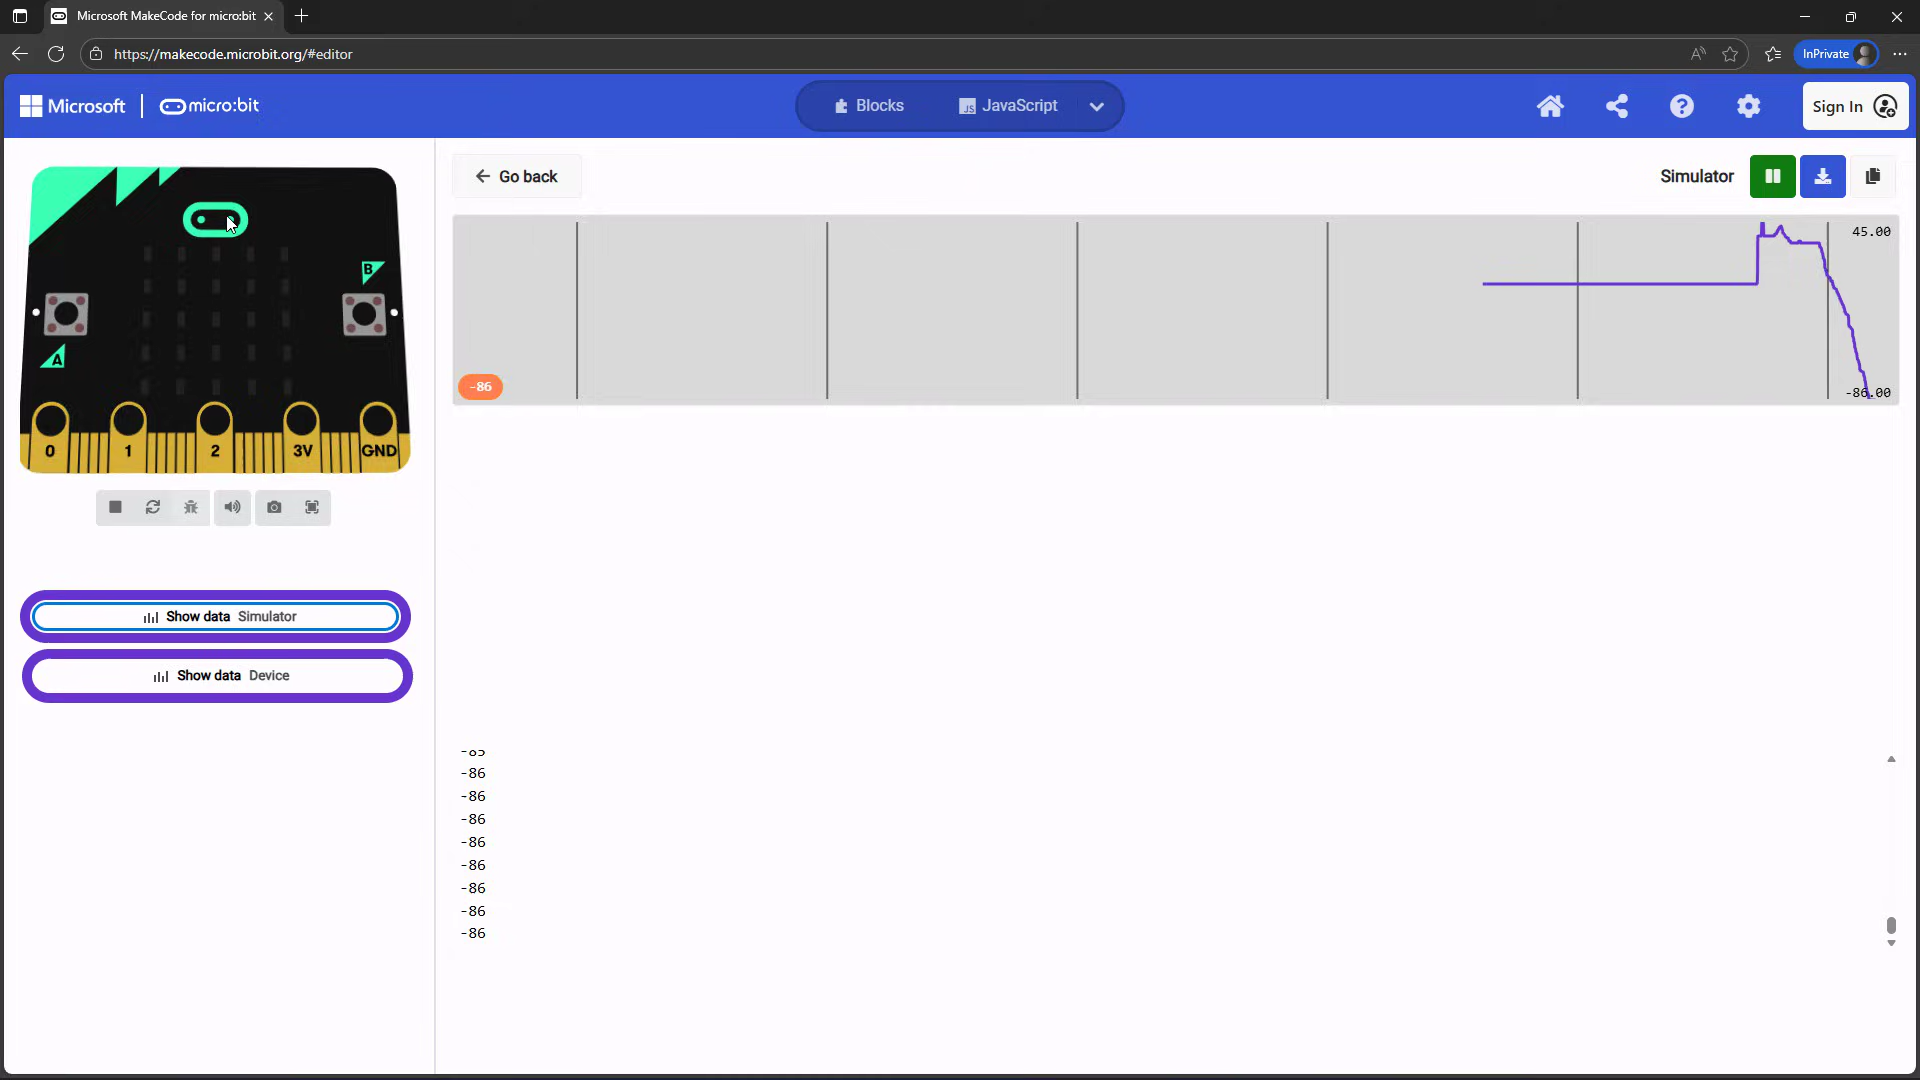 Microsoft MakeCode for micro:bit
https://makecode.microbit.org/#editor
InPrivate
Microsoft
micro:bit
Blocks
JS JavaScript
Sign In
Go back
Simulator
B
A
0 1 2 3V GND
45.00
-86
-86.00
Show data Simulator
Show data Device
-85
-86
-86
-86
-86
-86
-86
-86
-86